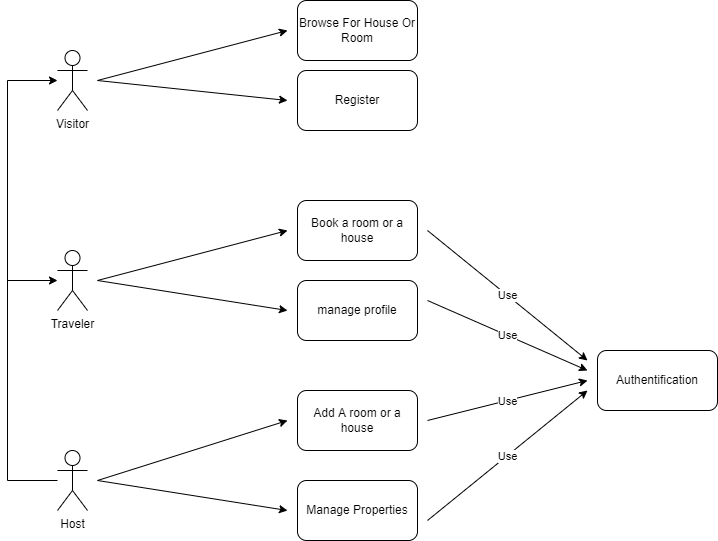 Browse For House Or
Room
Register
Visitor
Book a room or a
house
Use
manage profile
Traveler
Use
Authentification
Add A room or a
house
Use
Use
Manage Properties
Host